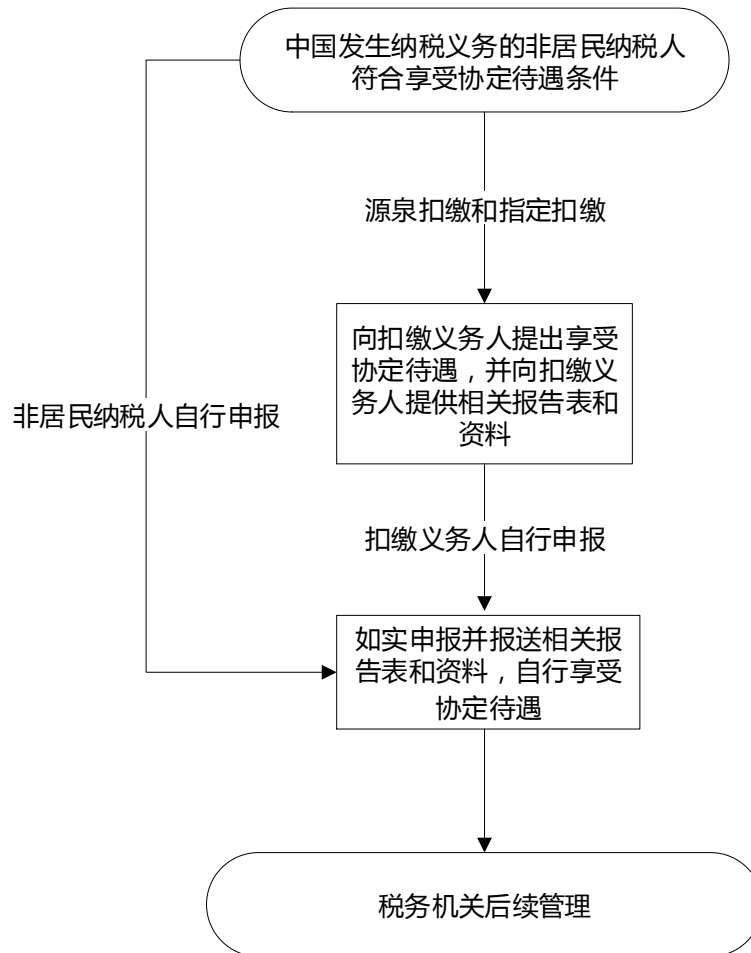 中国发生纳税义务的非居民纳税人
符合享受协定待遇条件
源泉扣缴和指定扣缴
向扣缴义务人提出享受
协定待遇，并向扣缴义
务人提供相关报告表和
资料
非居民纳税人自行申报
扣缴义务人自行申报
如实申报并报送相关报
告表和资料，自行享受
协定待遇
税务机关后续管理